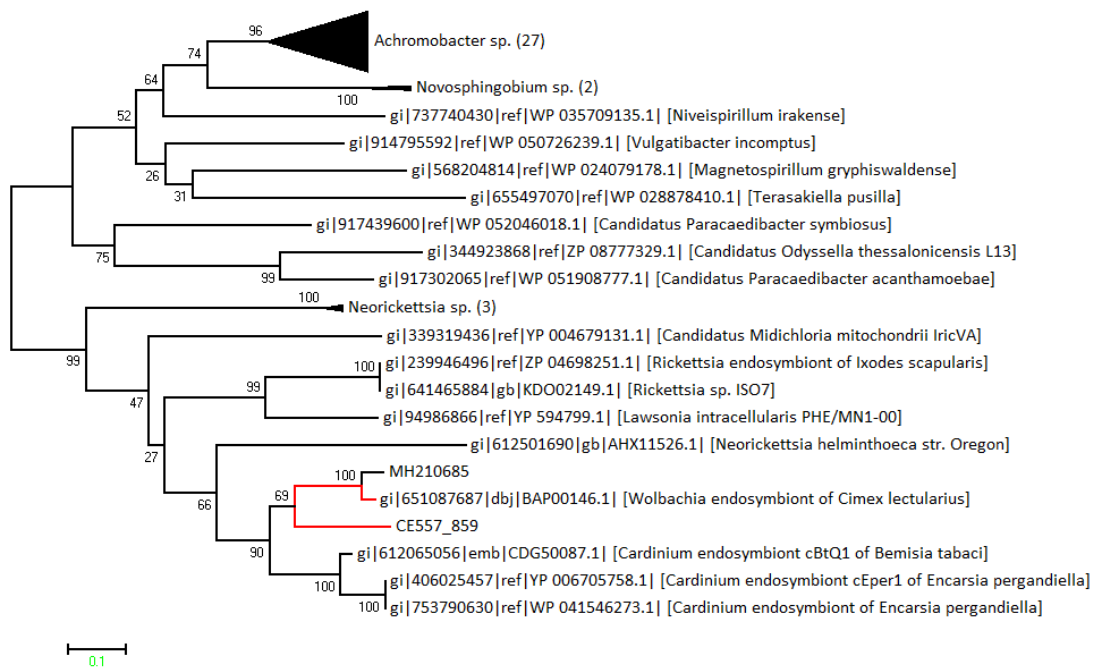 96
Achromobacter sp. (27)
74
64
Novosphingobium sp. (2)
100
52
gi|737740430|ref|WP 035709135.1| [Niveispirillum irakense]
gi|914795592|ref|WP 050726239.1| [Vulgatibacter incomptus]
26
gi|568204814|ref|WP 024079178.1| [Magnetospirillum gryphiswaldense]
31
gi|655497070|ref|WP 028878410.1| [Terasakiella pusilla]
gi|917439600|ref|WP 052046018.1| [Candidatus Paracaedibacter symbiosus]
75
gi|344923868|ref|ZP 08777329.1| [Candidatus Odyssella thessalonicensis L13]
99
gi|917302065|ref|WP 051908777.1| [Candidatus Paracaedibacter acanthamoebae]
100
Neorickettsia sp. (3)
99
gi|339319436|ref|YP 004679131.1| [Candidatus Midichloria mitochondrii IricVA]
100
gi|239946496|ref|ZP 04698251.1| [Rickettsia endosymbiont of Ixodes scapularis]
99
gi|641465884|gb|KDO02149.1| [Rickettsia sp. ISO7]
47
gi|94986866|ref|YP 594799.1| [Lawsonia intracellularis PHE/MN1-00]
27
gi|612501690|gb|AHX11526.1| [Neorickettsia helminthoeca str. Oregon]
100
MH210685
69
gi|651087687|dbj|BAP00146.1| [Wolbachia endosymbiont of Cimex lectularius]
66
CE557_859
90
gi|612065056|emb|CDG50087.1| [Cardinium endosymbiont cBtQ1 of Bemisia tabaci]
100
gi|406025457|ref|YP 006705758.1| [Cardinium endosymbiont cEper1 of Encarsia pergandiella]
100
gi|753790630|ref|WP 041546273.1| [Cardinium endosymbiont of Encarsia pergandiella]
0.1